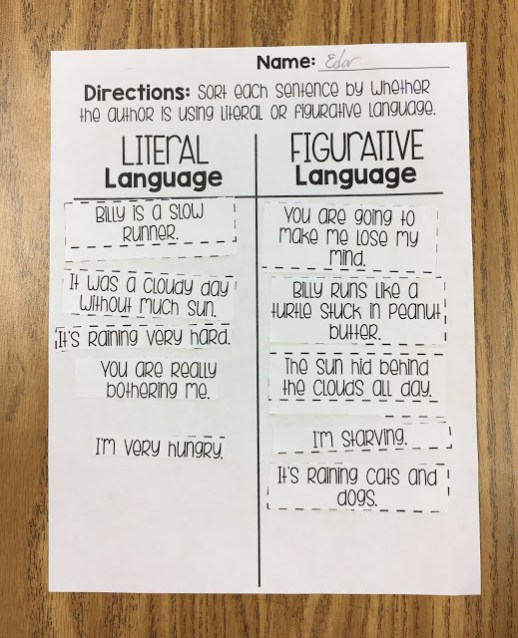 Name: Edar
Directions: Sort each sentence by whether
the author is using literal or figurative language.
LITERAL
Language
Billy is a slow
runner.
It was a cloudy day
without much sun.
It's raining very hard.
You are really
bothering me.
I'm very hungry.
FIGURATIVE
Language
You are going to
make me lose my
mind.
Billy runs like a
turtle stuck in peanut
butter.
The sun hid behind
the clouds all day.
I'm starving.
It's raining cats and
dogs.